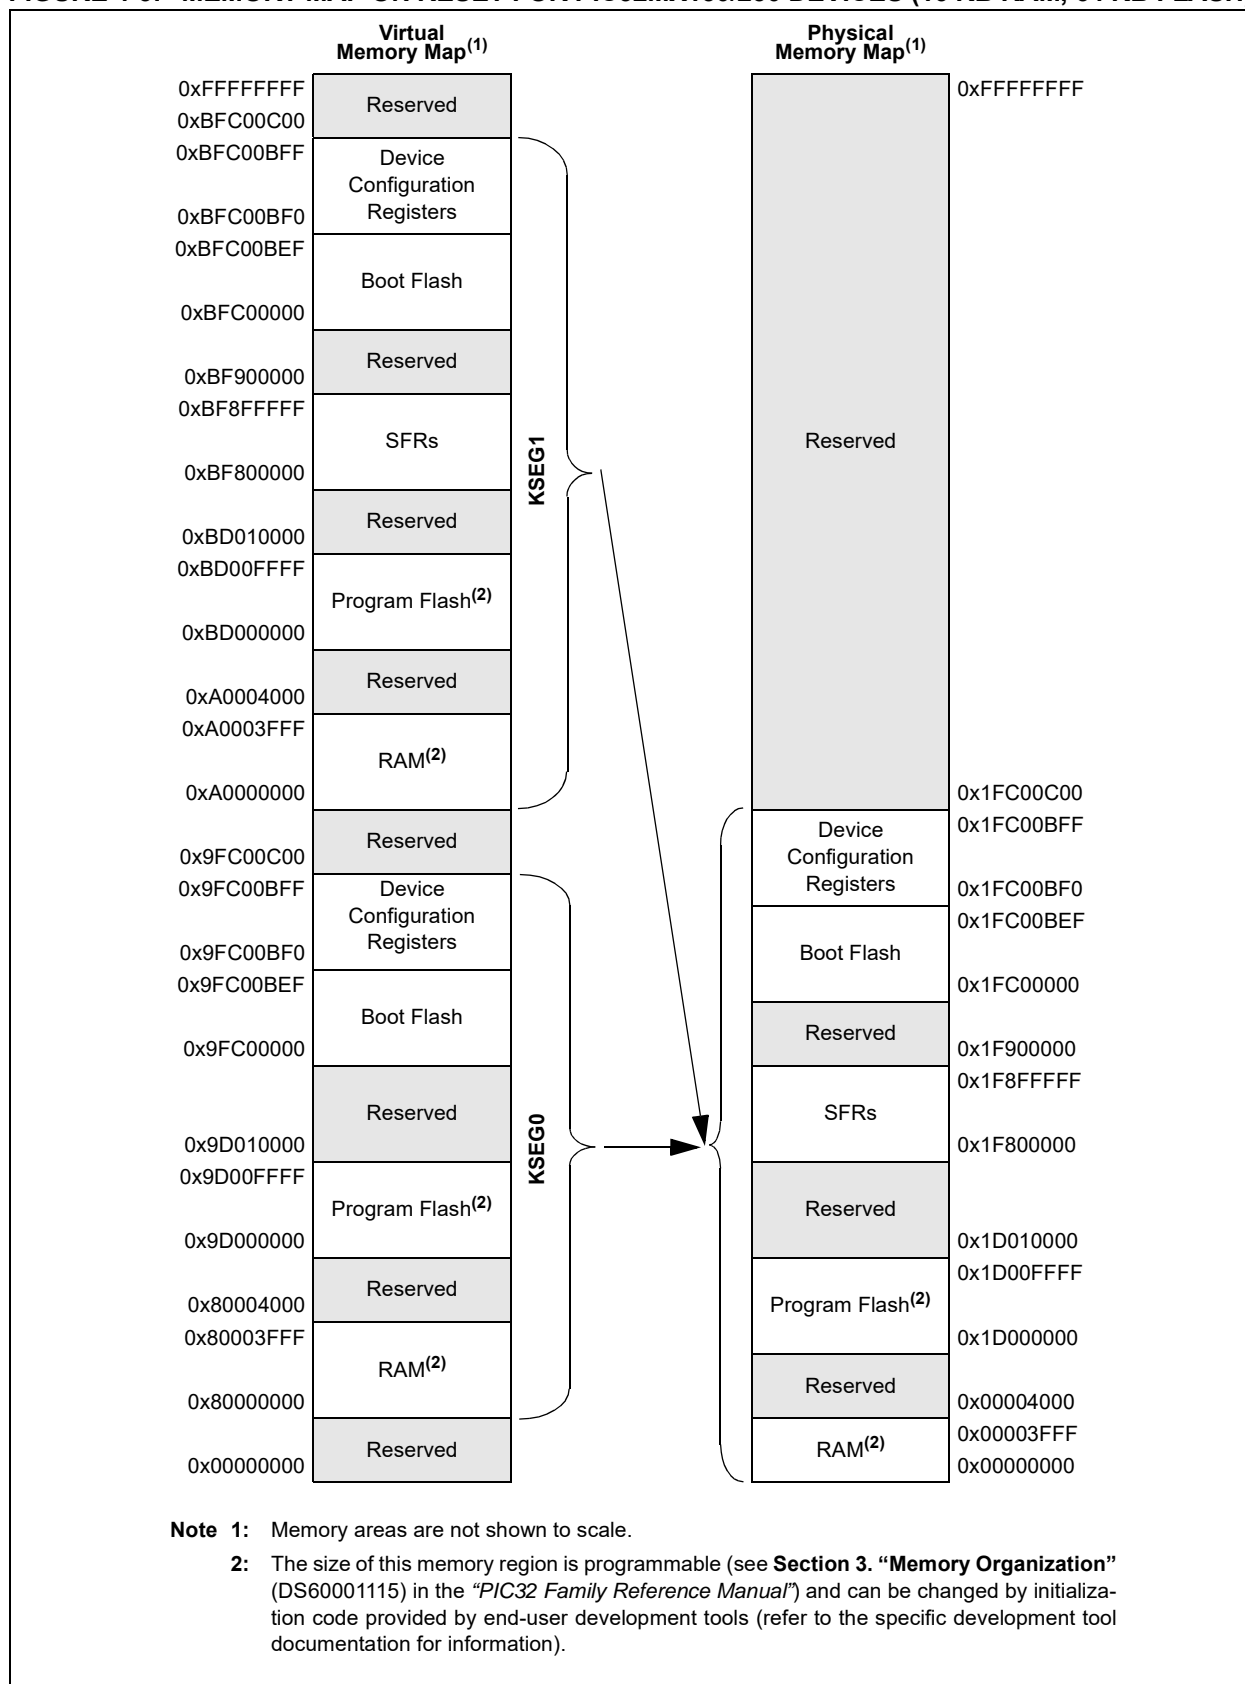 Virtual
Memory Map(1)
Physical
Memory Map(1)
0xFFFFFFFF
Reserved
0xBFC00C00
0xBFC00BFF
Device
Configuration
Registers
0xBFC00BF0
0xBFC00BEF
Boot Flash
0xBFC00000
Reserved
0xBF900000
0xBF8FFFFF
SFRs
0xBF800000
Reserved
0xBD010000
0xBD00FFFF
Program Flash(2)
0xBD000000
Reserved
0xA0004000
0xA0003FFF
RAM(2)
0xA0000000
KSEG1
Reserved
0x9FC00C00
0x9FC00BFF
Device
Configuration
Registers
0x9FC00BF0
0x9FC00BEF
Boot Flash
0x9FC00000
Reserved
0x9D010000
0x9D00FFFF
Program Flash(2)
0x9D000000
Reserved
0x80004000
0x80003FFF
RAM(2)
0x80000000
KSEG0
Reserved
0x00000000
0xFFFFFFFF
Reserved
0x1FC00C00
0x1FC00BFF
Device
Configuration
Registers
0x1FC00BF0
0x1FC00BEF
Boot Flash
0x1FC00000
Reserved
0x1F900000
0x1F8FFFFF
SFRs
0x1F800000
Reserved
0x1D010000
0x1D00FFFF
Program Flash(2)
0x1D000000
Reserved
0x00004000
0x00003FFF
RAM(2)
0x00000000
Note 1: Memory areas are not shown to scale.
2: The size of this memory region is programmable (see Section 3. “Memory Organization”
(DS60001115) in the “PIC32 Family Reference Manual”) and can be changed by initializa-
tion code provided by end-user development tools (refer to the specific development tool
documentation for information).